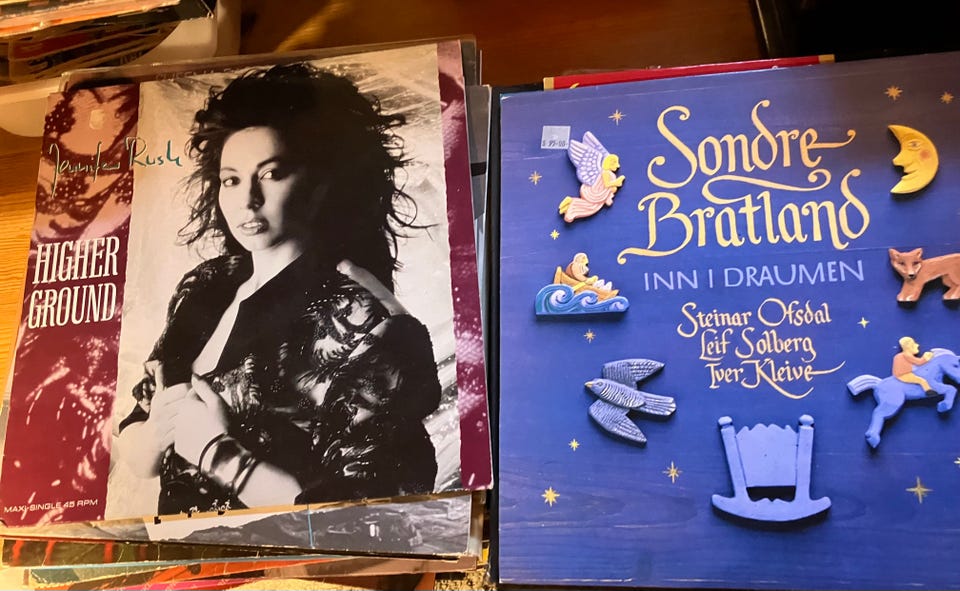 Jennifer Rush
HIGHER
GROUND
MAXI-SINGLE 45 RPM
Sondre
Bratland
INN I DRAUMEN
Steinar Ofsdal
Leif Solberg
Iver Kleive